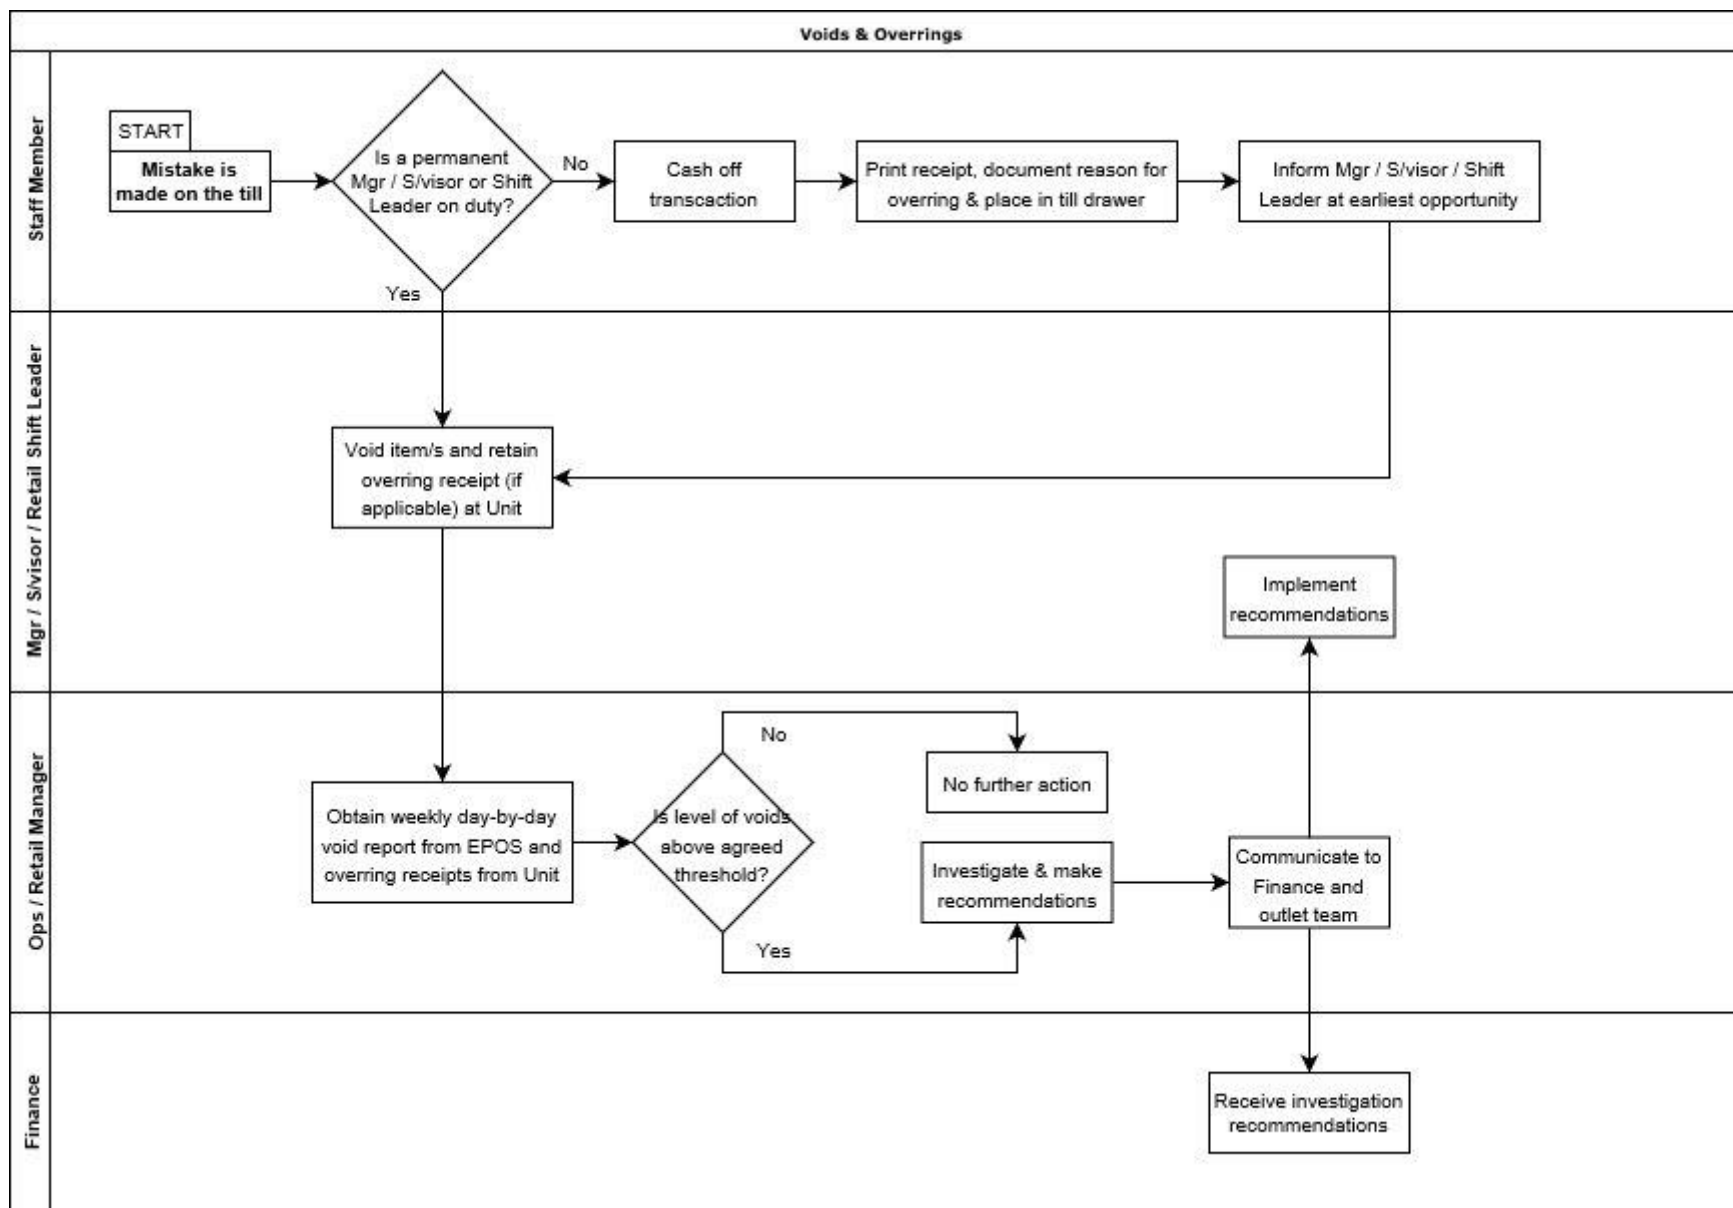 Voids & Overrings
Staff Member
START
Mistake is
made on the till
Is a permanent
Mgr / S/visor or Shift
Leader on duty?
No
Yes
Cash off
transcaction
Print receipt, document reason for
overring & place in till drawer
Inform Mgr / S/visor / Shift
Leader at earliest opportunity
Mgr / S/visor / Retail Shift Leader
Void item/s and retain
overring receipt (if
applicable) at Unit
Implement
recommendations
Ops / Retail Manager
Obtain weekly day-by-day
void report from EPOS and
overring receipts from Unit
Is level of voids
above agreed
threshold?
No
Yes
No further action
Investigate & make
recommendations
Communicate to
Finance and
outlet team
Finance
Receive investigation
recommendations